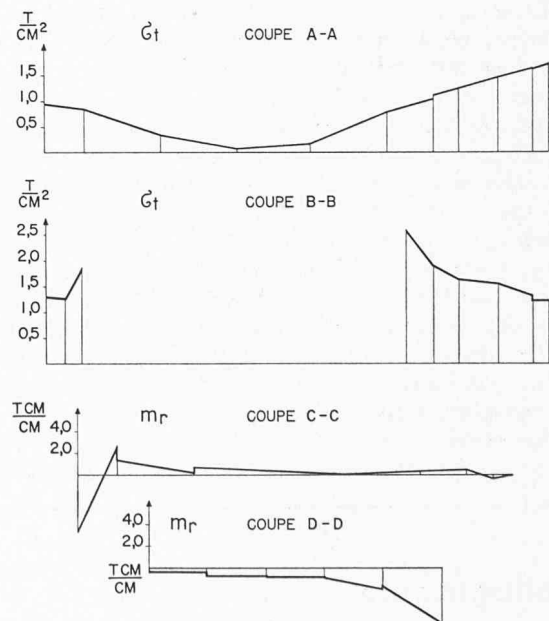 T
CM²
σt COUPE A-A
1,5
1,0
0,5
T
CM²
σt COUPE B-B
2,5
2,0
1,5
1,0
0,5
TCM
CM
mr COUPE C-C
4,0
2,0
mr COUPE D-D
4,0
2,0
TCM
CM